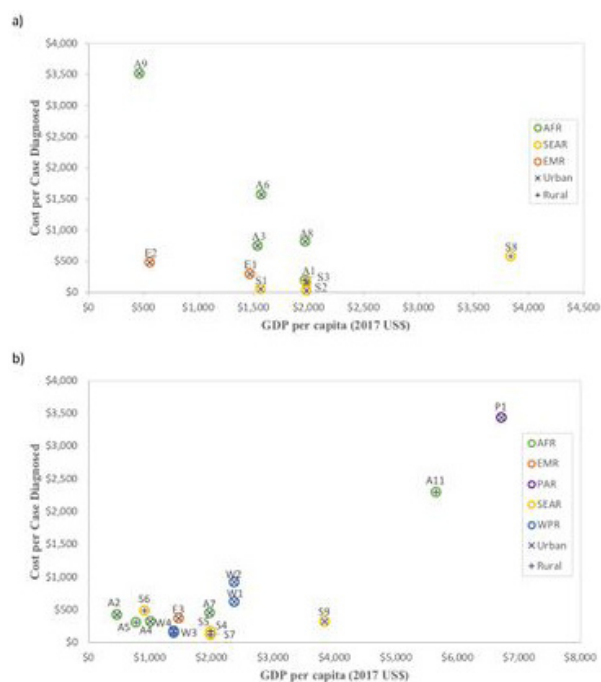 a)
$4,000
A9
$3,500
$3,000
AFR
$2,500
SEAR
EMR
$2,000
Urban
A6
Rural
$1,500
$1,000
A3
A8
S8
E2
$500
E1
A1
S3
S1
S2
$0
$0
$500
$1,000
$1,500
$2,000
$2,500
$3,000
$3,500
$4,000
$4,500
Cost per Case Diagnosed
GDP per capita (2017 US$)
b)
$4,000
P1
$3,500
$3,000
AFR
EMR
A11
$2,500
PAR
SEAR
$2,000
WPR
Urban
$1,500
Rural
$1,000
W2
W1
S6
$500
A2
E3
A7
S9
A5
A4
W4
S5
S4
W3
S7
$0
$0
$1,000
$2,000
$3,000
$4,000
$5,000
$6,000
$7,000
$8,000
Cost per Case Diagnosed
GDP per capita (2017 US$)